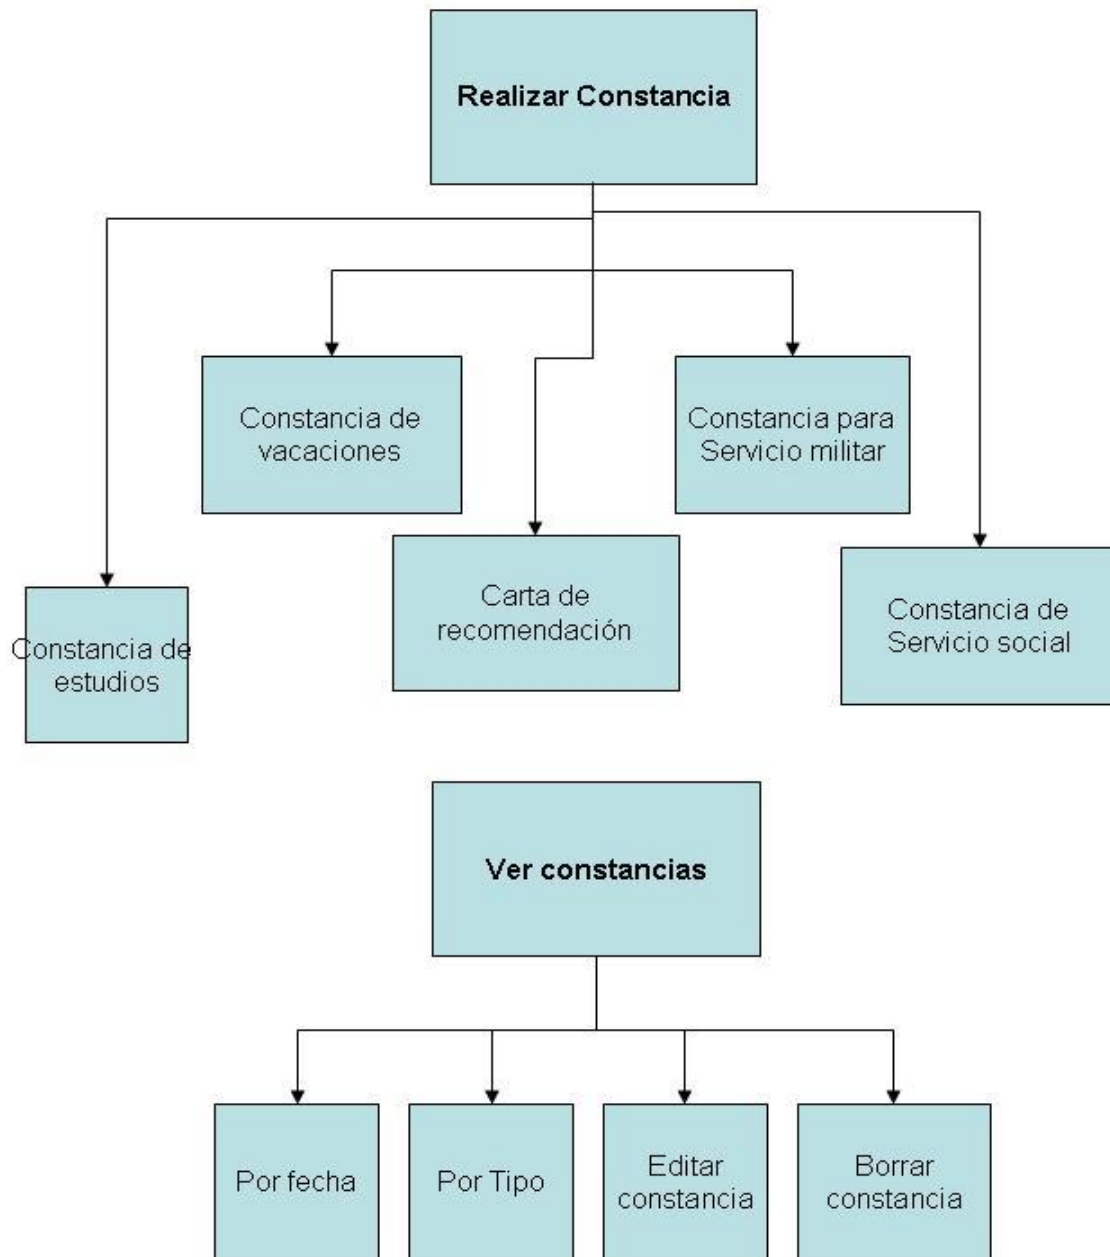 Realizar Constancia
Constancia de
vacaciones
Constancia para
Servicio militar
Carta de
recomendación
Constancia de
Servicio social
Constancia de
estudios
Ver constancias
Por fecha
Por Tipo
Editar
constancia
Borrar
constancia